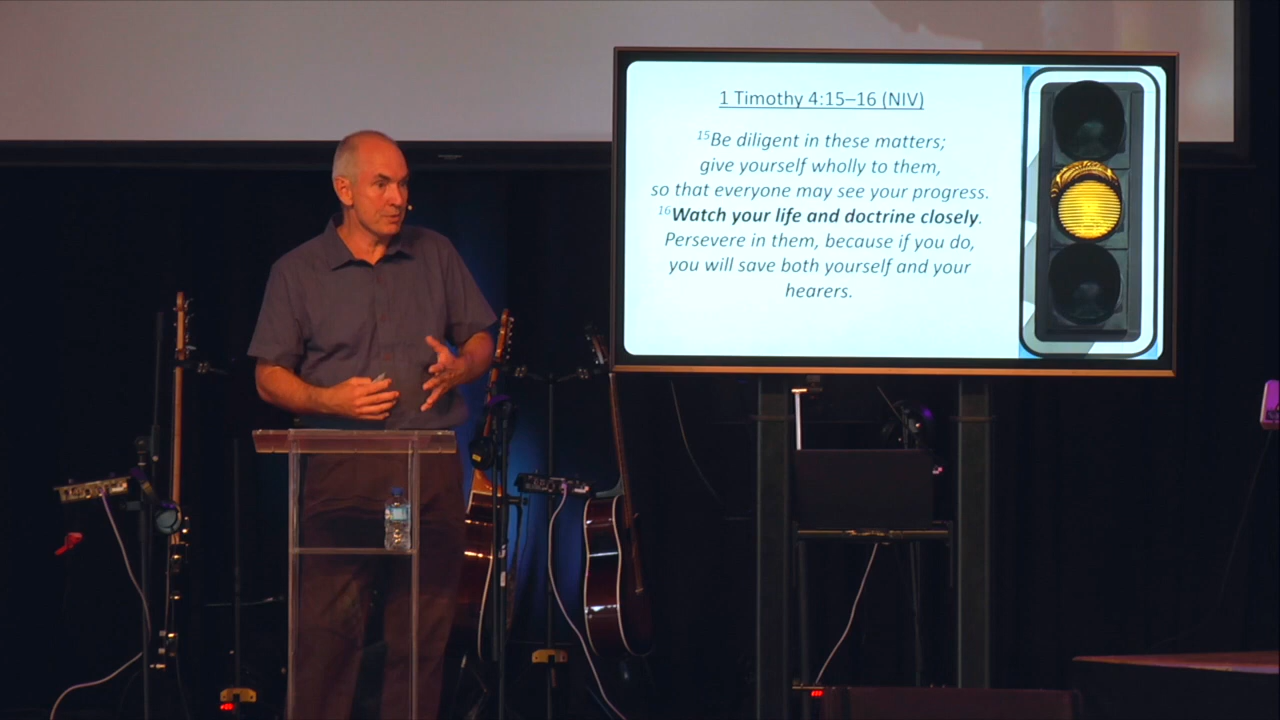 1 Timothy 4:15–16 (NIV)
15Be diligent in these matters;
give yourself wholly to them,
so that everyone may see your progress.
16Watch your life and doctrine closely.
Persevere in them, because if you do,
you will save both yourself and your
hearers.